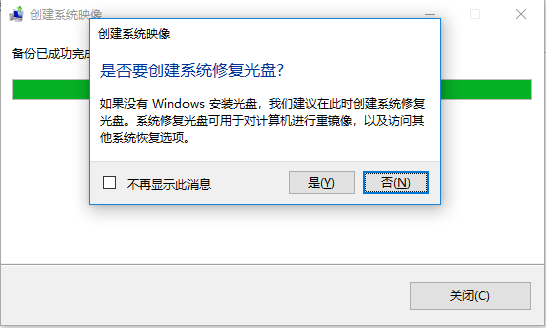 创建系统映像
备份已成功完成
创建系统映像
是否要创建系统修复光盘？
如果没有 Windows 安装光盘，我们建议在此时创建系统修复
光盘。系统修复光盘可用于对计算机进行重镜像，以及访问其
他系统恢复选项。
不再显示此消息
是(Y)
否(N)
关闭(C)